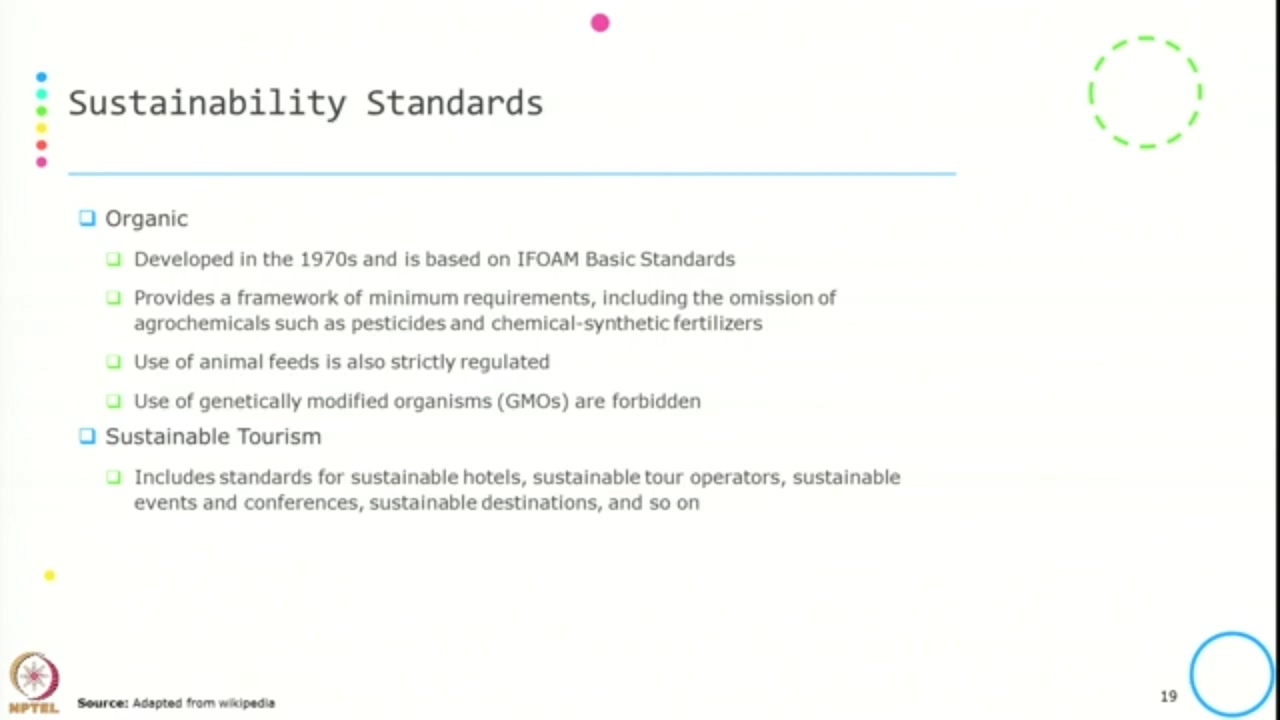 Sustainability Standards
Organic
Developed in the 1970s and is based on IFOAM Basic Standards
Provides a framework of minimum requirements, including the omission of
agrochemicals such as pesticides and chemical-synthetic fertilizers
Use of animal feeds is also strictly regulated
Use of genetically modified organisms (GMOs) are forbidden
Sustainable Tourism
Includes standards for sustainable hotels, sustainable tour operators, sustainable
events and conferences, sustainable destinations, and so on
NPTEL
Source: Adapted from wikipedia
19